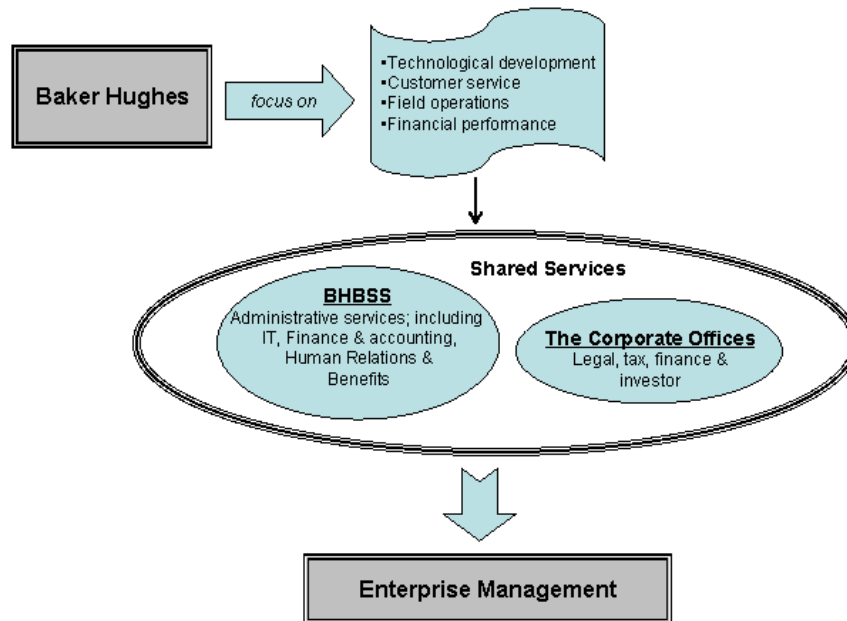 Baker Hughes
focus on
▪Technological development
▪Customer service
▪Field operations
▪Financial performance
Shared Services
BHBSS
Administrative services; including
IT, Finance & accounting,
Human Relations &
Benefits
The Corporate Offices
Legal, tax, finance &
investor
Enterprise Management